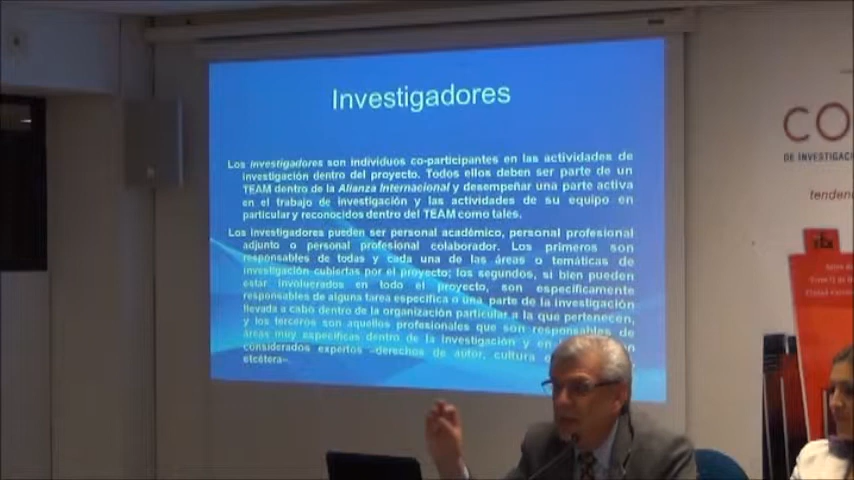 Investigadores
Los investigadores son individuos co-participantes en las actividades de
investigación dentro del proyecto. Todos ellos deben ser parte de un
TEAM dentro de la Alianza Internacional y desempeñar una parte activa
en el trabajo de investigación y las actividades de su equipo en
particular y reconocidos dentro del TEAM como tales.
Los investigadores pueden ser personal académico, personal profesional
adjunto o personal profesional colaborador. Los primeros son
responsables de todas y cada una de las áreas o temáticas de
investigación cubiertas por el proyecto; los segundos, si bien pueden
estar involucrados en todo el proyecto, son específicamente
responsables de alguna tarea específica o una parte de la investigación
llevada a cabo dentro de la organización particular a la que pertenecen,
y los terceros son aquellos profesionales que son responsables de
áreas muy específicas dentro de la investigación y en
considerados expertos –derechos de autor, cultura
etcétera–.
CO
DE INVESTIGAC
tendenc